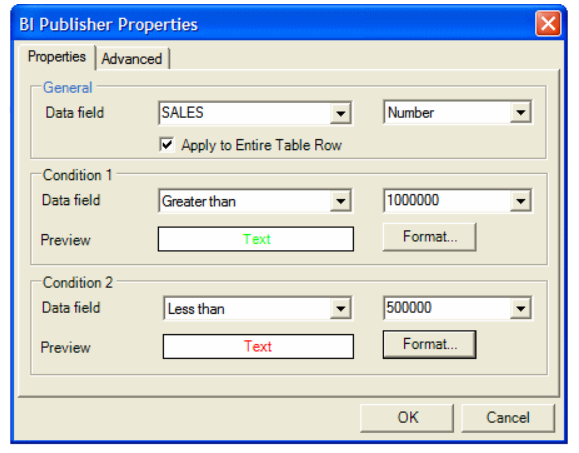 BI Publisher Properties
Properties Advanced
General
Data field SALES Number
Apply to Entire Table Row
Condition 1
Data field Greater than 1000000
Preview Text Format...
Condition 2
Data field Less than 500000
Preview Text Format...
OK Cancel